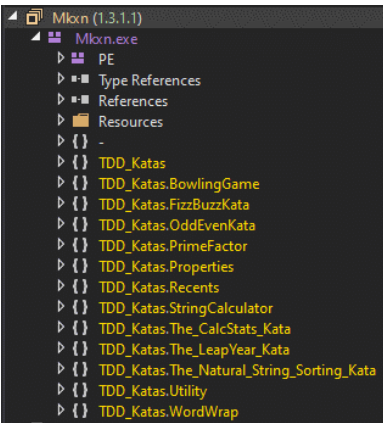 Mkxn (1.3.1.1)
Mkxn.exe
PE
Type References
References
Resources
{ } -
{ } TDD_Katas
{ } TDD_Katas.BowlingGame
{ } TDD_Katas.FizzBuzzKata
{ } TDD_Katas.OddEvenKata
{ } TDD_Katas.PrimeFactor
{ } TDD_Katas.Properties
{ } TDD_Katas.Recents
{ } TDD_Katas.StringCalculator
{ } TDD_Katas.The_CalcStats_Kata
{ } TDD_Katas.The_LeapYear_Kata
{ } TDD_Katas.The_Natural_String_Sorting_Kata
{ } TDD_Katas.Utility
{ } TDD_Katas.WordWrap